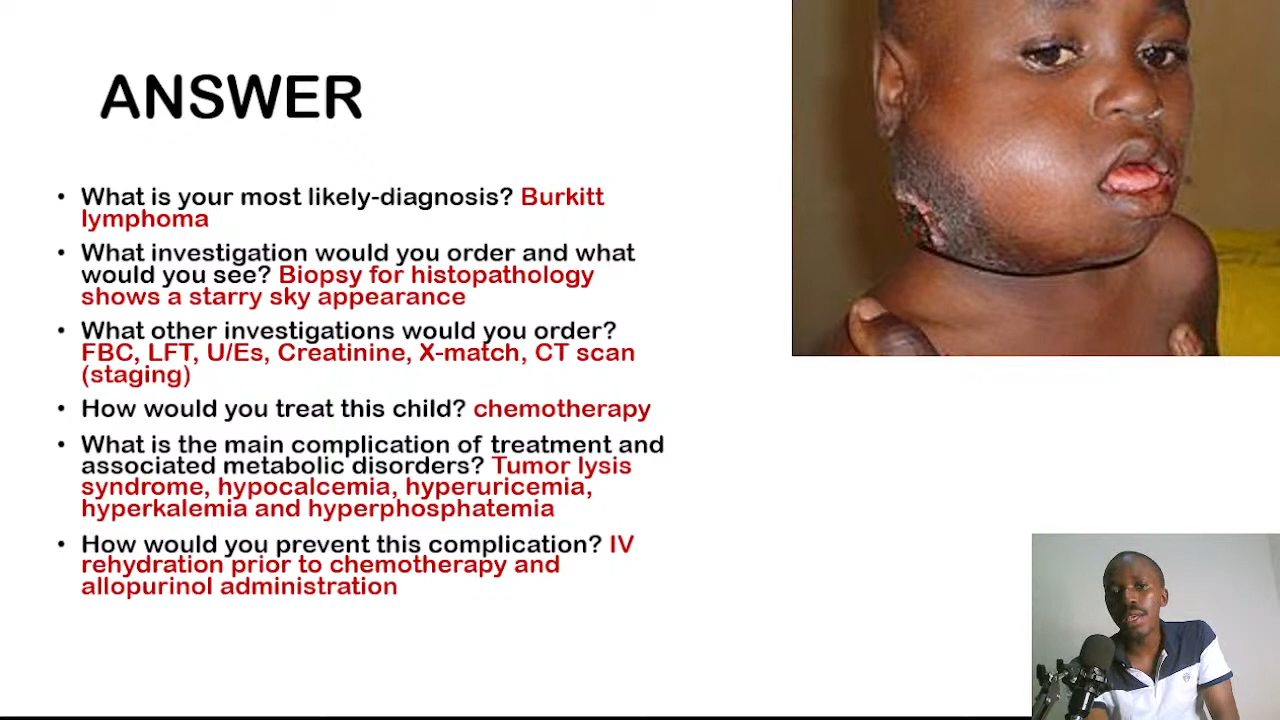 ANSWER
• What is your most likely-diagnosis? Burkitt
lymphoma
• What investigation would you order and what
would you see? Biopsy for histopathology
shows a starry sky appearance
• What other investigations would you order?
FBC, LFT, U/Es, Creatinine, X-match, CT scan
(staging)
• How would you treat this child? chemotherapy
• What is the main complication of treatment and
associated metabolic disorders? Tumor lysis
syndrome, hypocalcemia, hyperuricemia,
hyperkalemia and hyperphosphatemia
• How would you prevent this complication? IV
rehydration prior to chemotherapy and
allopurinol administration